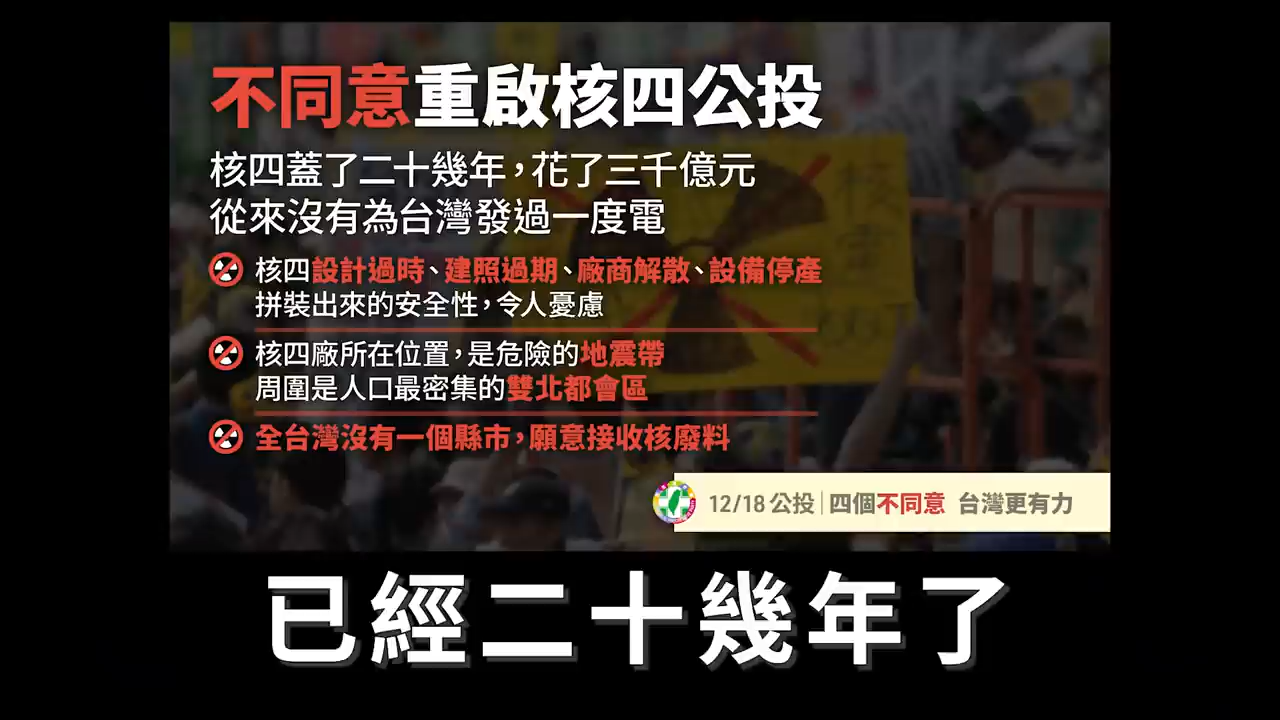 不同意重啟核四公投
核四蓋了二十幾年,花了三千億元
從來沒有為台灣發過一度電
核四設計過時、建照過期、廠商解散、設備停產
拼裝出來的安全性,令人憂慮
核四廠所在位置,是危險的地震帶
周圍是人口最密集的雙北都會區
全台灣沒有一個縣市,願意接收核廢料
12/18公投|四個不同意 台灣更有力
已經二十幾年了